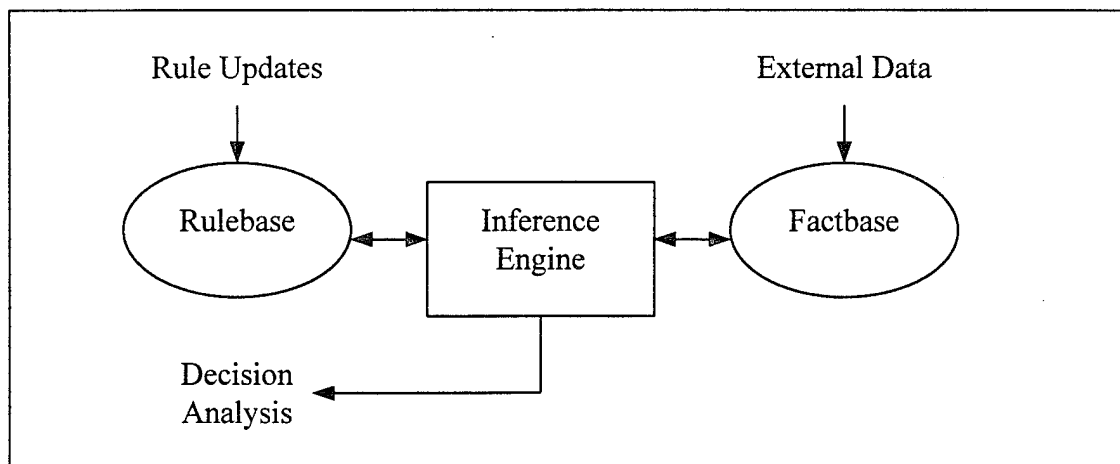 Rule Updates
External Data
Rulebase
Inference
Engine
Factbase
Decision
Analysis